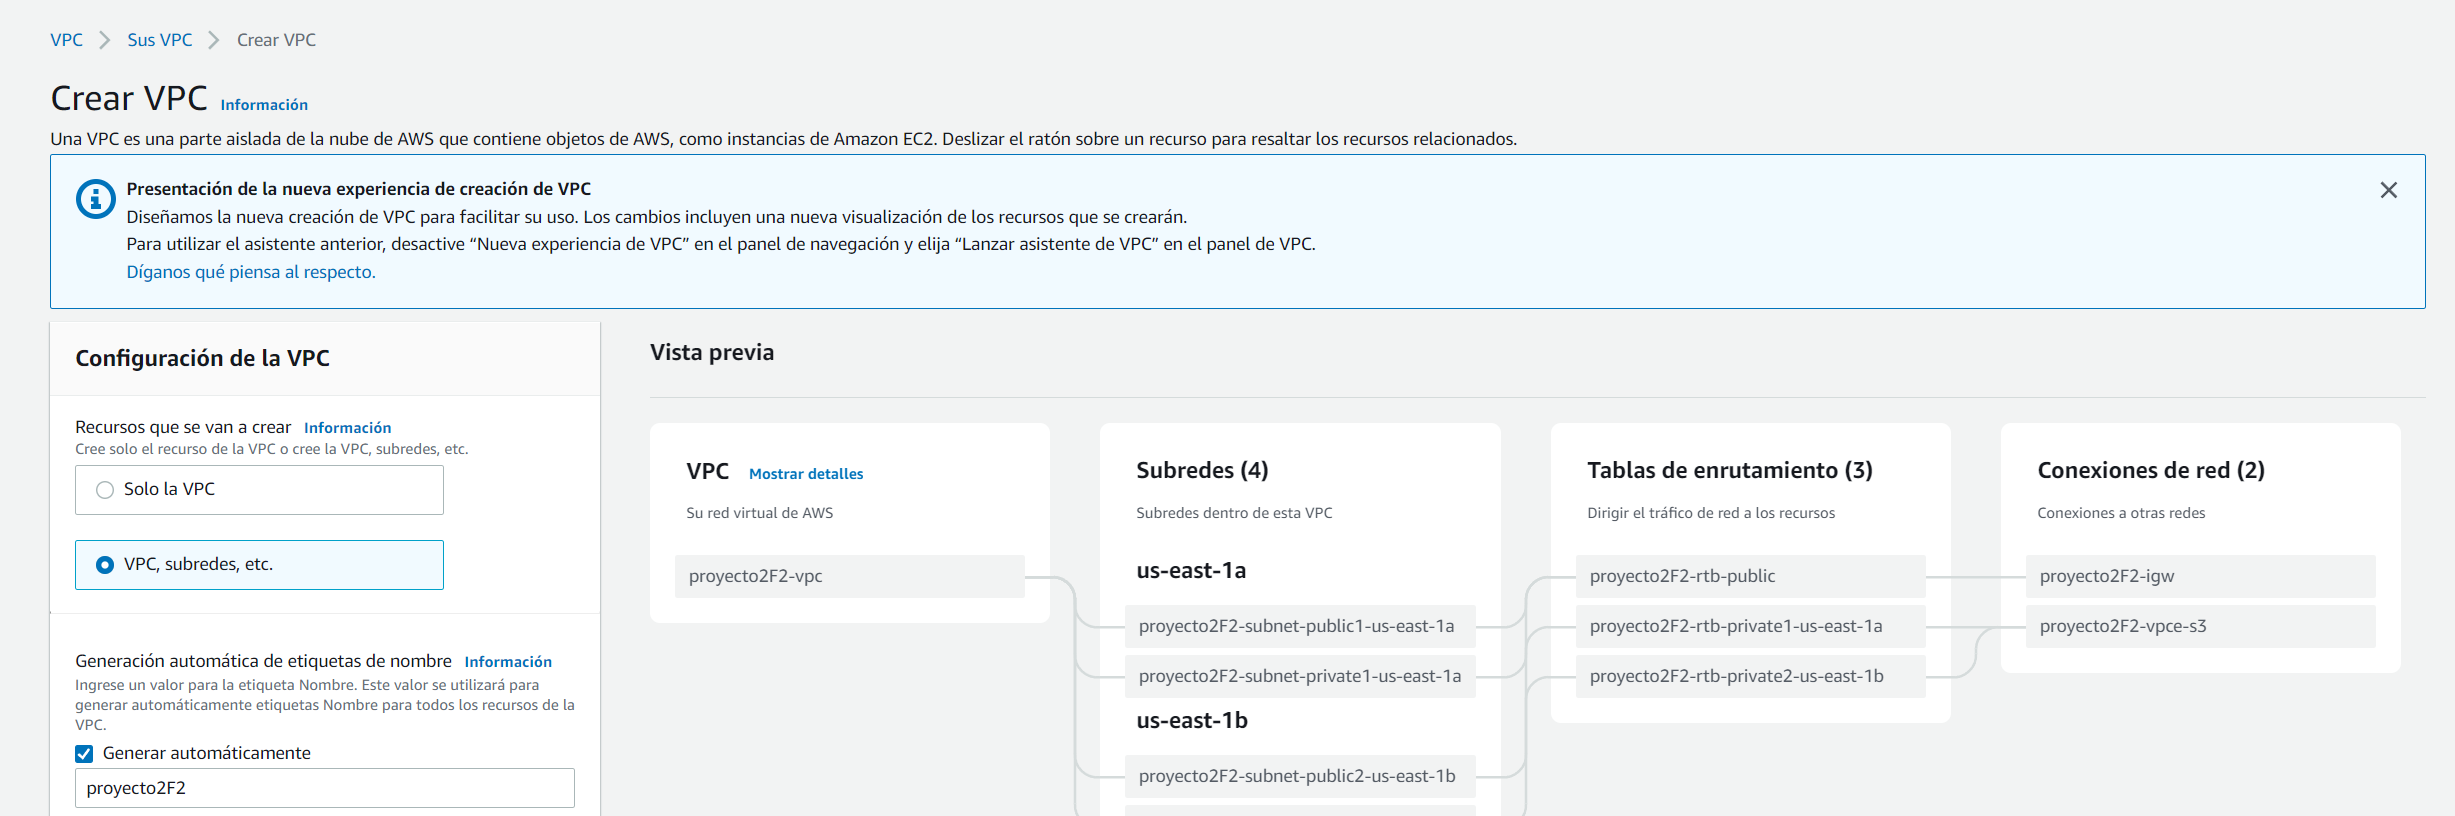 VPC > Sus VPC > Crear VPC
Crear VPC Información
Una VPC es una parte aislada de la nube de AWS que contiene objetos de AWS, como instancias de Amazon EC2. Deslizar el ratón sobre un recurso para resaltar los recursos relacionados.
Presentación de la nueva experiencia de creación de VPC
Diseñamos la nueva creación de VPC para facilitar su uso. Los cambios incluyen una nueva visualización de los recursos que se crearán.
Para utilizar el asistente anterior, desactive “Nueva experiencia de VPC” en el panel de navegación y elija “Lanzar asistente de VPC” en el panel de VPC.
Díganos qué piensa al respecto.
Configuración de la VPC
Recursos que se van a crear Información
Cree solo el recurso de la VPC o cree la VPC, subredes, etc.
Solo la VPC
VPC, subredes, etc.
Generación automática de etiquetas de nombre Información
Ingrese un valor para la etiqueta Nombre. Este valor se utilizará para
generar automáticamente etiquetas Nombre para todos los recursos de la
VPC.
Generar automáticamente
proyecto2F2
Vista previa
VPC Mostrar detalles
Su red virtual de AWS
proyecto2F2-vpc
Subredes (4)
Subredes dentro de esta VPC
us-east-1a
proyecto2F2-subnet-public1-us-east-1a
proyecto2F2-subnet-private1-us-east-1a
us-east-1b
proyecto2F2-subnet-public2-us-east-1b
Tablas de enrutamiento (3)
Dirigir el tráfico de red a los recursos
proyecto2F2-rtb-public
proyecto2F2-rtb-private1-us-east-1a
proyecto2F2-rtb-private2-us-east-1b
Conexiones de red (2)
Conexiones a otras redes
proyecto2F2-igw
proyecto2F2-vpce-s3